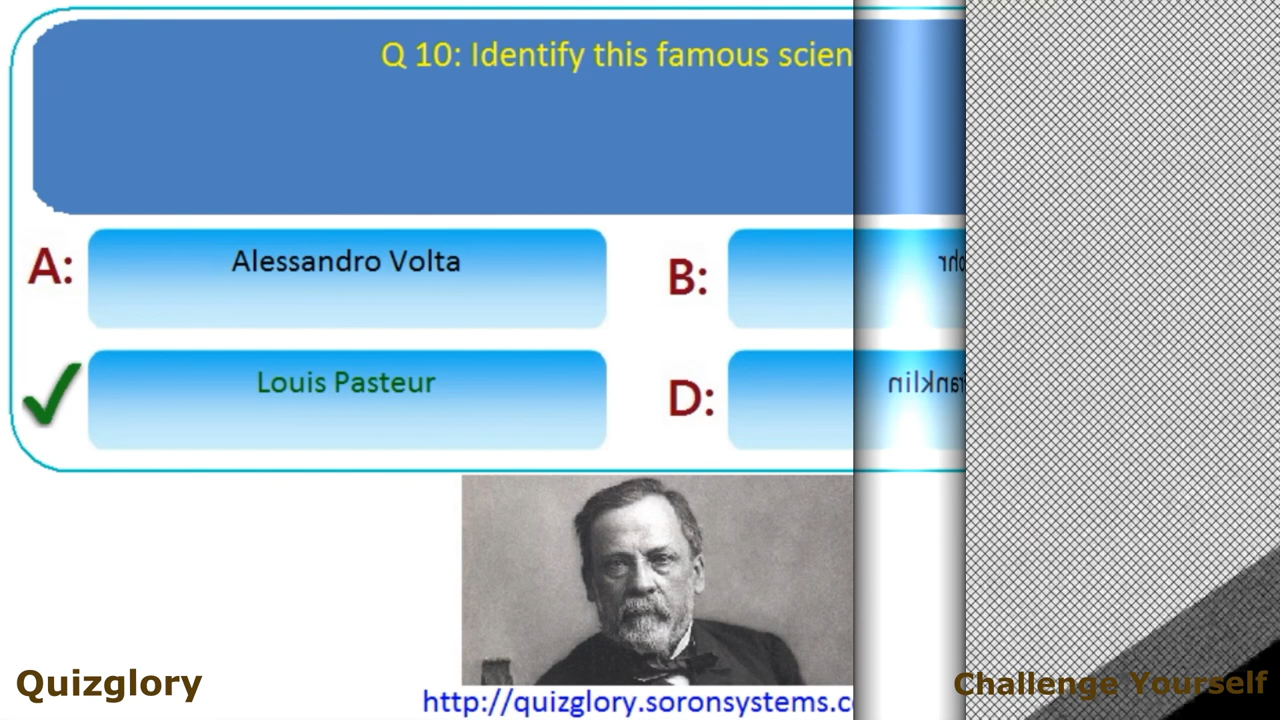 Q 10: Identify this famous scien
A: Alessandro Volta
B:
Louis Pasteur
D:
http://quizglory.soronsystems.c
Quizglory
Challenge Yourself